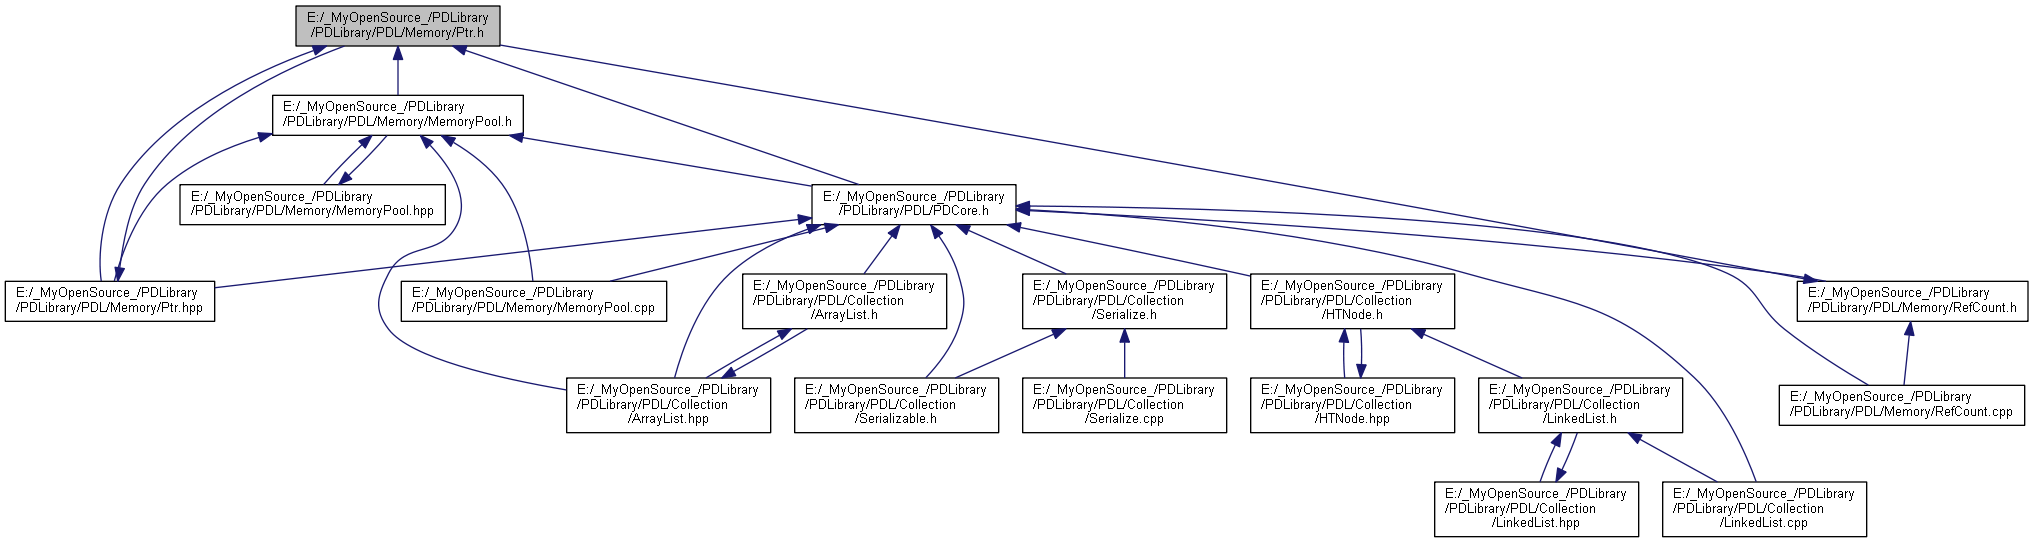 E:/_MyOpenSource_/PDLibrary
/PDLibrary/PDL/Memory/Ptr.h
E:/_MyOpenSource_/PDLibrary
/PDLibrary/PDL/Memory/MemoryPool.h
E:/_MyOpenSource_/PDLibrary
/PDLibrary/PDL/Memory/MemoryPool.hpp
E:/_MyOpenSource_/PDLibrary
/PDLibrary/PDL/PDCore.h
E:/_MyOpenSource_/PDLibrary
/PDLibrary/PDL/Memory/Ptr.hpp
E:/_MyOpenSource_/PDLibrary
/PDLibrary/PDL/Memory/MemoryPool.cpp
E:/_MyOpenSource_/PDLibrary
/PDLibrary/PDL/Collection
/ArrayList.h
E:/_MyOpenSource_/PDLibrary
/PDLibrary/PDL/Collection
/Serialize.h
E:/_MyOpenSource_/PDLibrary
/PDLibrary/PDL/Collection
/HTNode.h
E:/_MyOpenSource_/PDLibrary
/PDLibrary/PDL/Memory/RefCount.h
E:/_MyOpenSource_/PDLibrary
/PDLibrary/PDL/Collection
/ArrayList.hpp
E:/_MyOpenSource_/PDLibrary
/PDLibrary/PDL/Collection
/Serializable.h
E:/_MyOpenSource_/PDLibrary
/PDLibrary/PDL/Collection
/Serialize.cpp
E:/_MyOpenSource_/PDLibrary
/PDLibrary/PDL/Collection
/HTNode.hpp
E:/_MyOpenSource_/PDLibrary
/PDLibrary/PDL/Collection
/LinkedList.h
E:/_MyOpenSource_/PDLibrary
/PDLibrary/PDL/Memory/RefCount.cpp
E:/_MyOpenSource_/PDLibrary
/PDLibrary/PDL/Collection
/LinkedList.hpp
E:/_MyOpenSource_/PDLibrary
/PDLibrary/PDL/Collection
/LinkedList.cpp